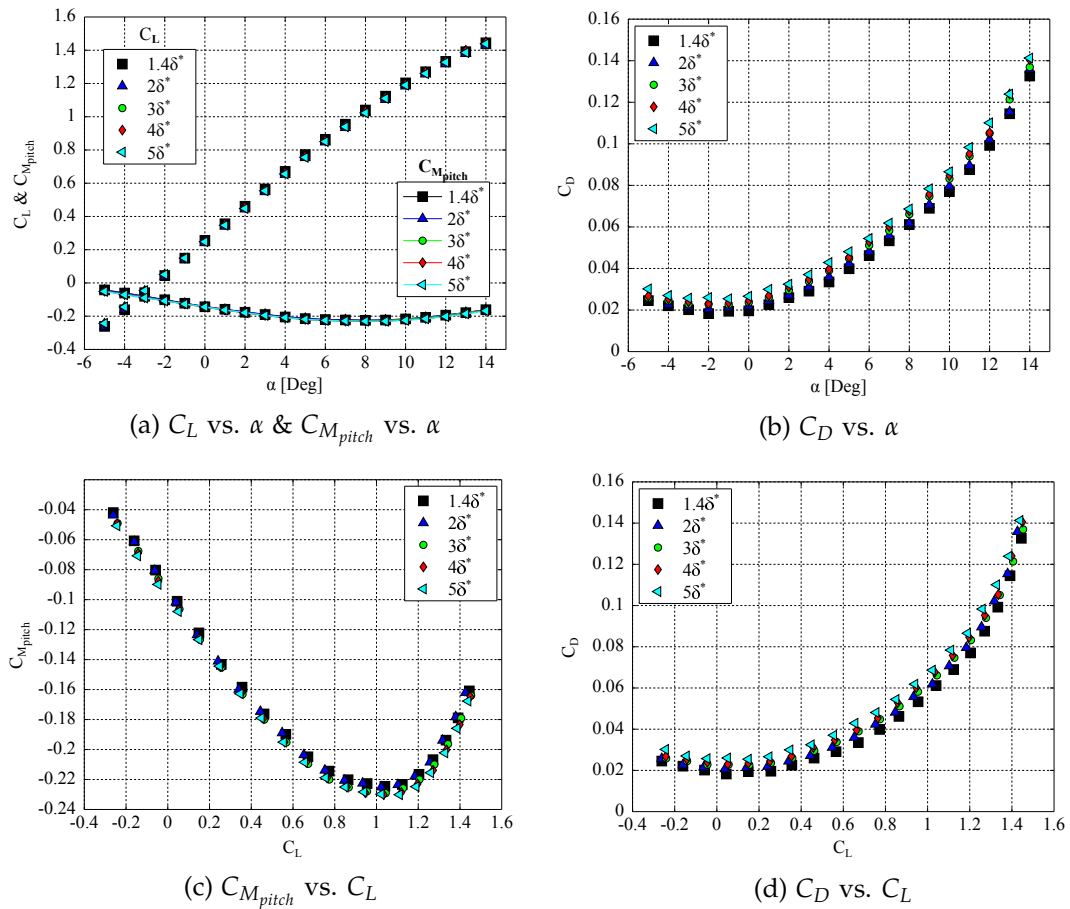 C_L
1.4δ*
2δ*
3δ*
4δ*
5δ*
C_Mpitch
1.4δ*
2δ*
3δ*
4δ*
5δ*
C_L & C_Mpitch
1.6
1.4
1.2
1
0.8
0.6
0.4
0.2
0
-0.2
-0.4
-6 -4 -2 0 2 4 6 8 10 12 14
α [Deg]
(a) C_L vs. α & C_Mpitch vs. α
1.4δ*
2δ*
3δ*
4δ*
5δ*
C_D
0.16
0.14
0.12
0.1
0.08
0.06
0.04
0.02
0
-6 -4 -2 0 2 4 6 8 10 12 14
α [Deg]
(b) C_D vs. α
1.4δ*
2δ*
3δ*
4δ*
5δ*
C_Mpitch
-0.04
-0.06
-0.08
-0.1
-0.12
-0.14
-0.16
-0.18
-0.2
-0.22
-0.24
-0.4 -0.2 0 0.2 0.4 0.6 0.8 1 1.2 1.4 1.6
C_L
(c) C_Mpitch vs. C_L
1.4δ*
2δ*
3δ*
4δ*
5δ*
C_D
0.16
0.14
0.12
0.1
0.08
0.06
0.04
0.02
0
-0.4 -0.2 0 0.2 0.4 0.6 0.8 1 1.2 1.4 1.6
C_L
(d) C_D vs. C_L